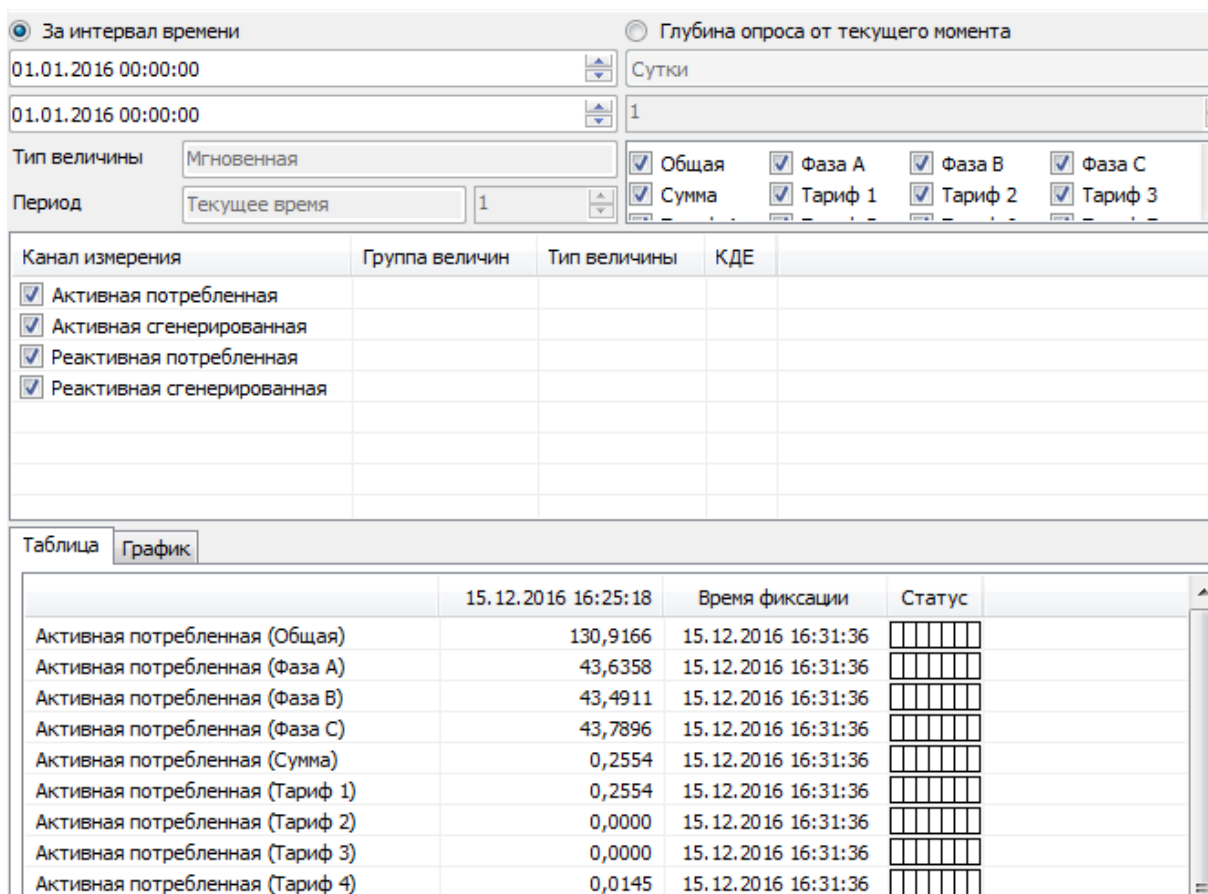 За интервал времени Глубина опроса от текущего момента
01.01.2016 00:00:00 Сутки
01.01.2016 00:00:00 1
Тип величины Мгновенная Общая Фаза A Фаза B Фаза C
Период Текущее время 1 Сумма Тариф 1 Тариф 2 Тариф 3
Канал измерения Группа величин Тип величины КДЕ
Активная потребленная
Активная сгенерированная
Реактивная потребленная
Реактивная сгенерированная
Таблица График
15.12.2016 16:25:18 Время фиксации Статус
Активная потребленная (Общая) 130,9166 15.12.2016 16:31:36
Активная потребленная (Фаза A) 43,6358 15.12.2016 16:31:36
Активная потребленная (Фаза B) 43,4911 15.12.2016 16:31:36
Активная потребленная (Фаза C) 43,7896 15.12.2016 16:31:36
Активная потребленная (Сумма) 0,2554 15.12.2016 16:31:36
Активная потребленная (Тариф 1) 0,2554 15.12.2016 16:31:36
Активная потребленная (Тариф 2) 0,0000 15.12.2016 16:31:36
Активная потребленная (Тариф 3) 0,0000 15.12.2016 16:31:36
Активная потребленная (Тариф 4) 0,0145 15.12.2016 16:31:36